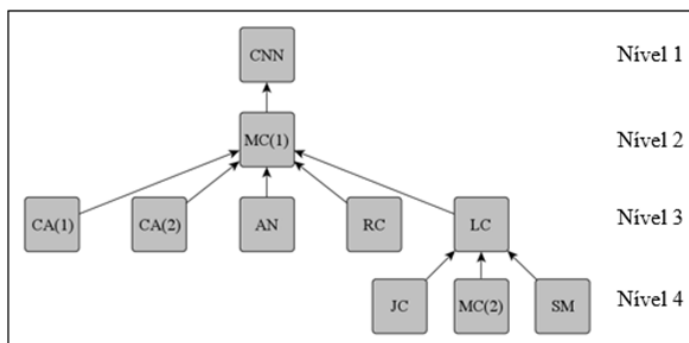 CNN Nível 1
MC(1) Nível 2
CA(1) CA(2) AN RC LC Nível 3
JC MC(2) SM Nível 4